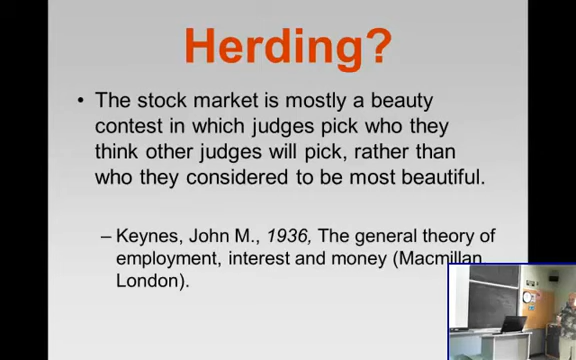 Herding?
• The stock market is mostly a beauty
contest in which judges pick who they
think other judges will pick, rather than
who they considered to be most beautiful.
– Keynes, John M., 1936, The general theory of
employment, interest and money (Macmillan,
London).